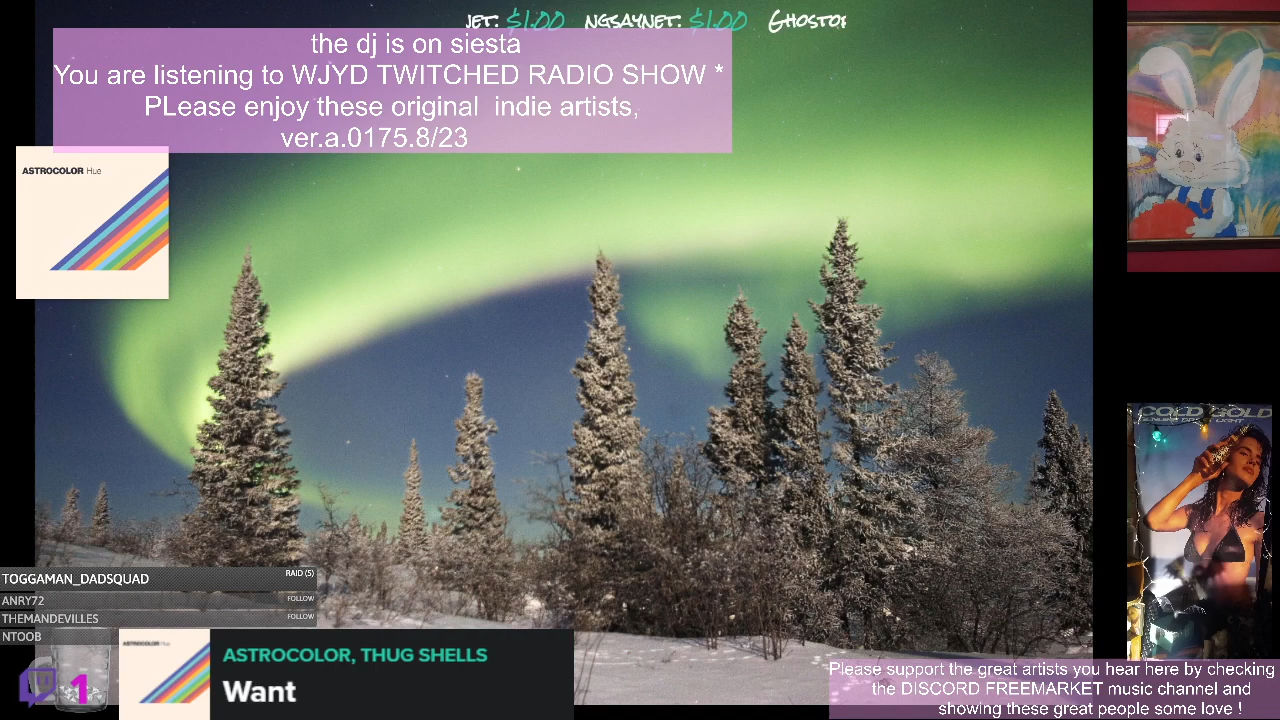 JET: $1.00 NGSAYNET: $1.00 GHOSTOF
the dj is on siesta
You are listening to WJYD TWITCHED RADIO SHOW *
PLease enjoy these original indie artists,
ver.a.0175.8/23
ASTROCOLOR Hue
COLD GOLD
TOGGAMAN_DADSQUAD RAID (5)
ANRY72 FOLLOW
THEMANDEVILLES FOLLOW
NTOOB
1
ASTROCOLOR Hue
ASTROCOLOR, THUG SHELLS
Want
Please support the great artists you hear here by checking
the DISCORD FREEMARKET music channel and
showing these great people some love !